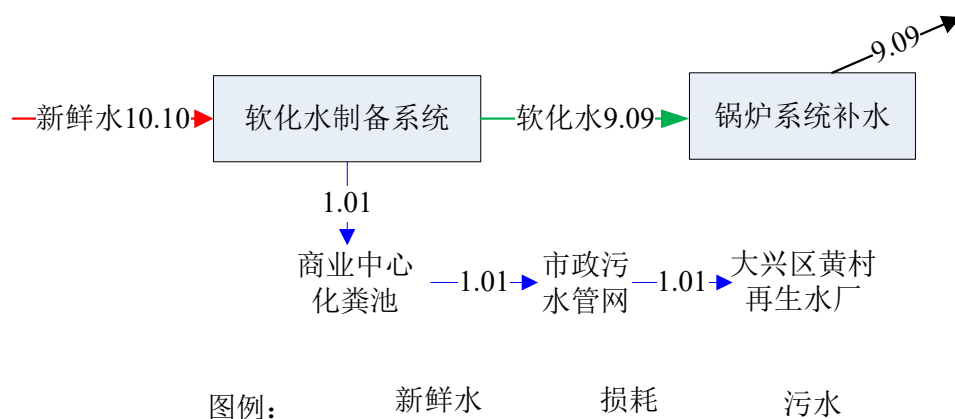 9.09
新鲜水10.10
软化水制备系统
软化水9.09
锅炉系统补水
1.01
商业中心
化粪池
1.01
市政污
水管网
1.01
大兴区黄村
再生水厂
图例：
新鲜水
损耗
污水